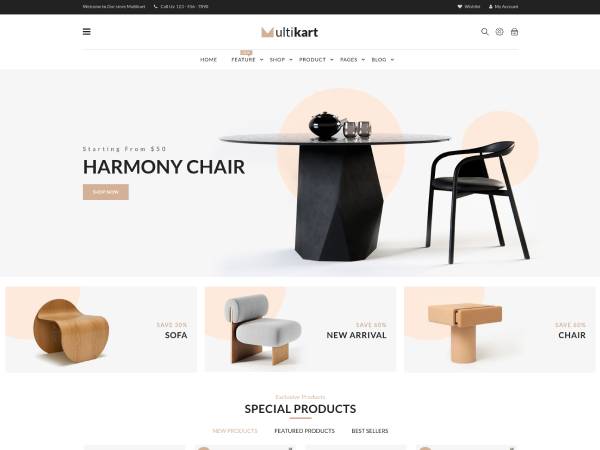 Welcome to Our store Multikart
Call Us: 123 - 456 - 7890
Wishlist
My Account
Multikart
HOME
FEATURE
SHOP
PRODUCT
PAGES
BLOG
Starting From $50
HARMONY CHAIR
SHOP NOW
SAVE 30%
SOFA
SAVE 60%
NEW ARRIVAL
SAVE 60%
CHAIR
Exclusive Products
SPECIAL PRODUCTS
NEW PRODUCTS
FEATURED PRODUCTS
BEST SELLERS